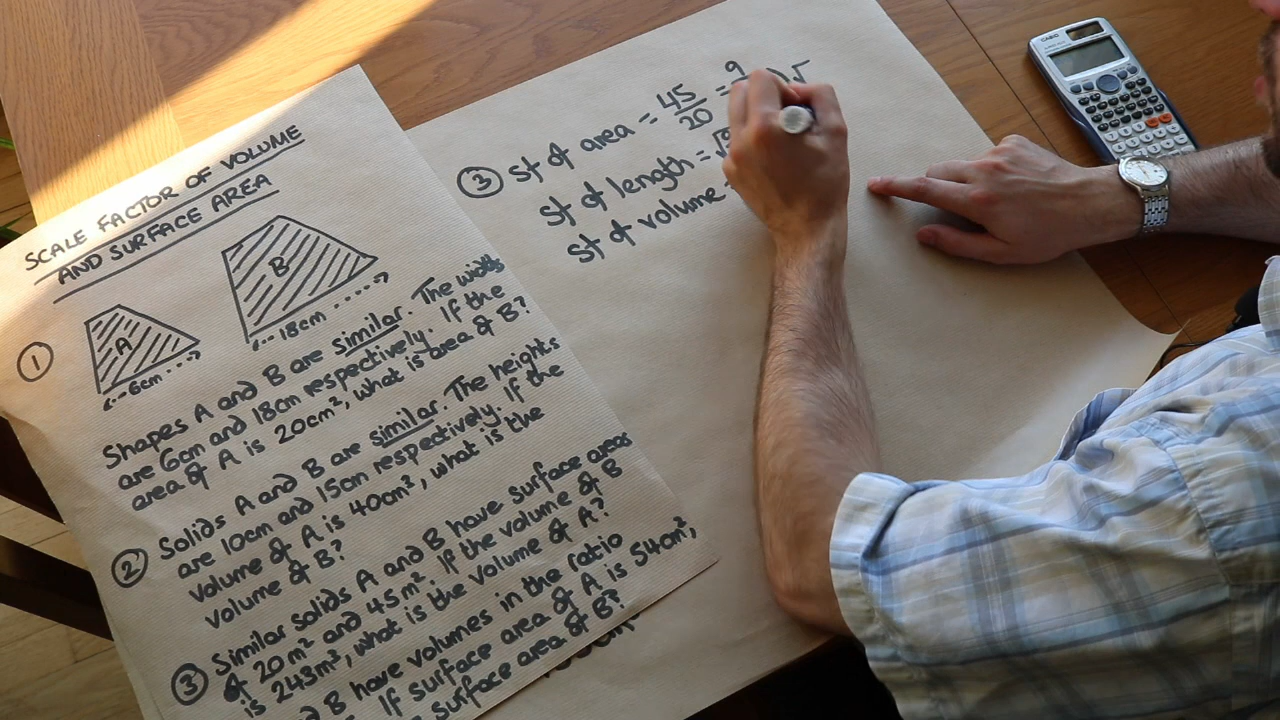 SCALE FACTOR OF VOLUME
AND SURFACE AREA
①
A
6cm
B
18cm
Shapes A and B are similar. The widths
are 6cm and 18cm respectively. If the
area of A is 20cm², what is area of B?
② Solids A and B are similar. The heights
are 10cm and 15cm respectively. If the
volume of A is 40cm³, what is the
volume of B?
③ Similar solids A and B have surface areas
of 20m² and 45m². If the volume of B
is 243m³, what is the volume of A?
B have volumes in the ratio
If surface area of A is 54cm²,
surface area of B?
③ sf of area = 45/20 = 9
sf of length = √
sf of volume =
CASIO